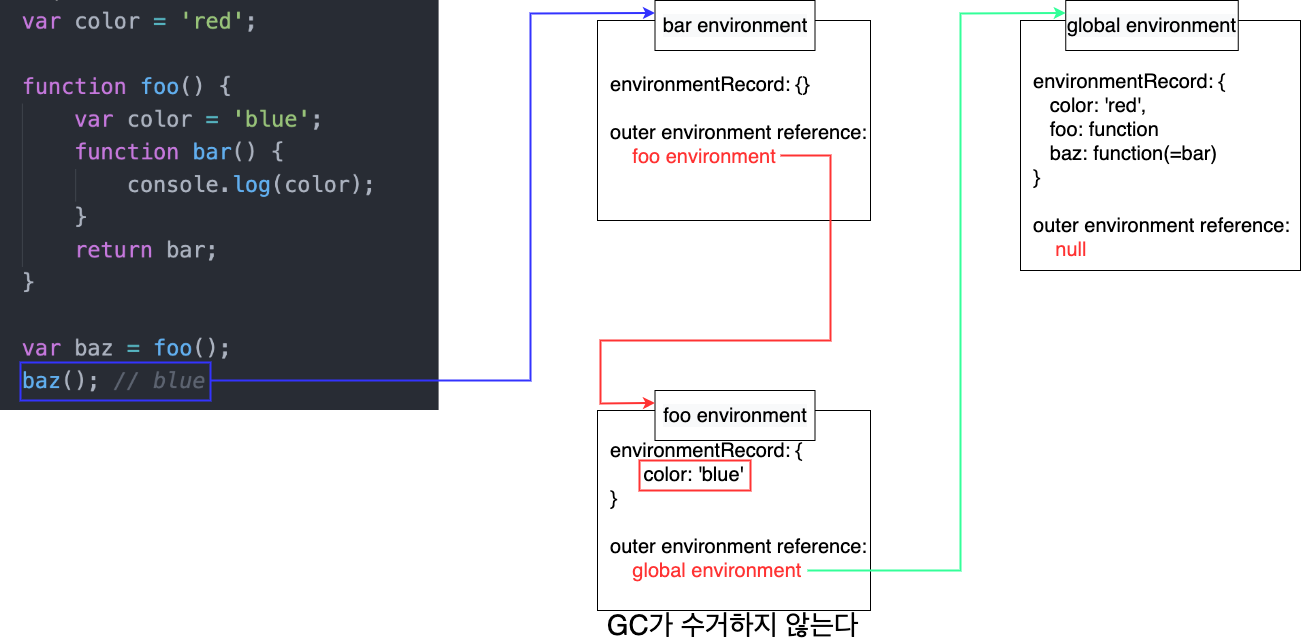 var color = 'red';
function foo() {
var color = 'blue';
function bar() {
console.log(color);
}
return bar;
}
var baz = foo();
baz(); // blue
bar environment
environmentRecord: {}
outer environment reference:
foo environment
foo environment
environmentRecord: {
color: 'blue'
}
outer environment reference:
global environment
GC가 수거하지 않는다
global environment
environmentRecord: {
color: 'red',
foo: function
baz: function(=bar)
}
outer environment reference:
null